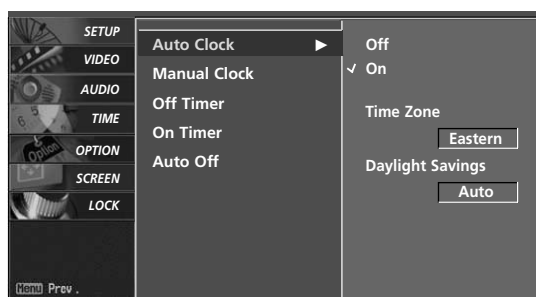 SETUP
VIDEO
AUDIO
TIME
OPTION
SCREEN
LOCK
Menu Prev.
Auto Clock ►
Manual Clock
Off Timer
On Timer
Auto Off
Off
✓ On
Time Zone
Eastern
Daylight Savings
Auto